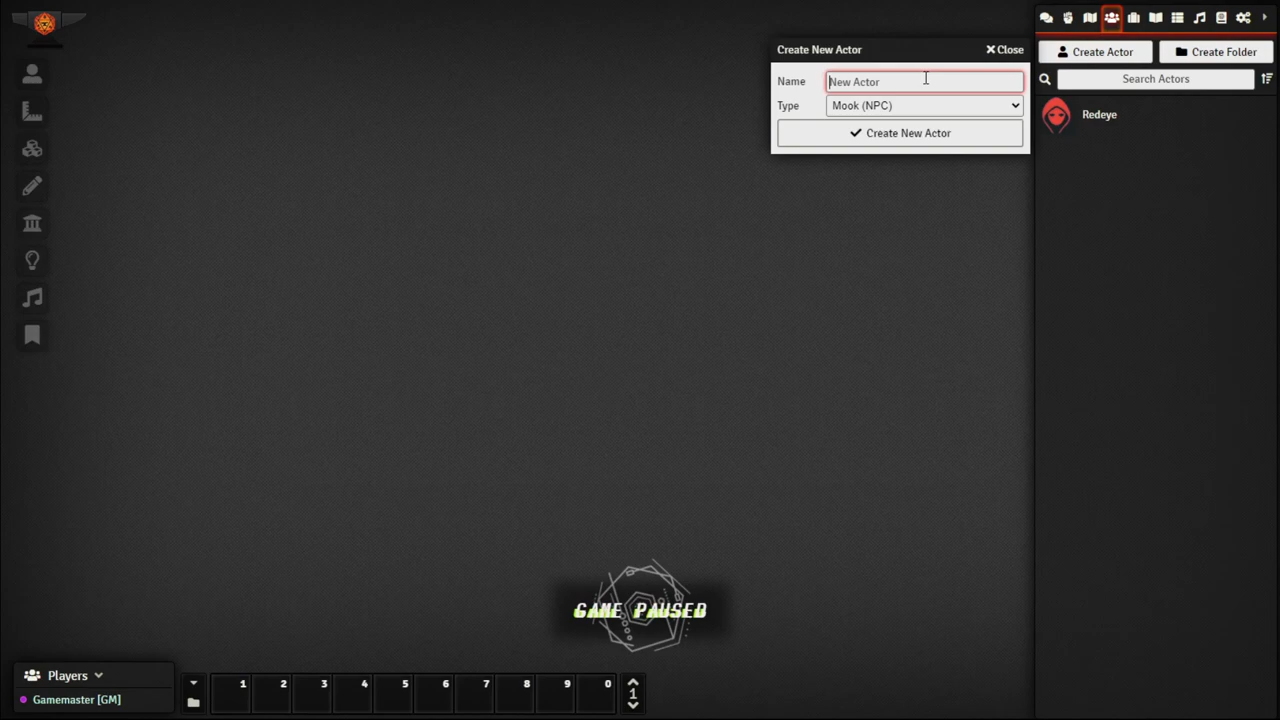 Create New Actor
Close
Name
New Actor
Type
Mook (NPC)
Create New Actor
Create Actor
Create Folder
Search Actors
Redeye
GAME PAUSED
Players
Gamemaster [GM]
1 2 3 4 5 6 7 8 9 0
1